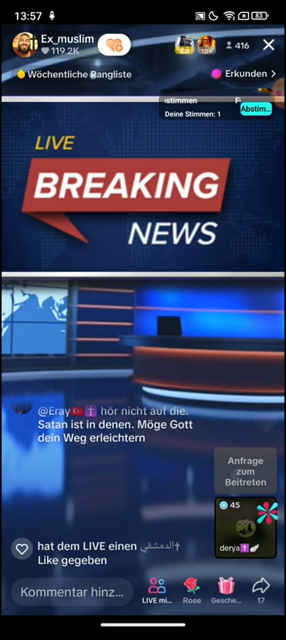 13:57
83
Ex_muslim
119.2K
416
Wöchentliche Rangliste
Erkunden >
Abstim...
Deine Stimmen: 1
LIVE
BREAKING
NEWS
@Eray🇹🇷✝️ hör nicht auf die.
Satan ist in denen. Möge Gott
dein Weg erleichtern
Anfrage
zum
Beitreten
45
derya✝️🕊️
الدمشقي✝ hat dem LIVE einen
Like gegeben
Kommentar hinz...
LIVE mi...
Rose
Gesche...
17